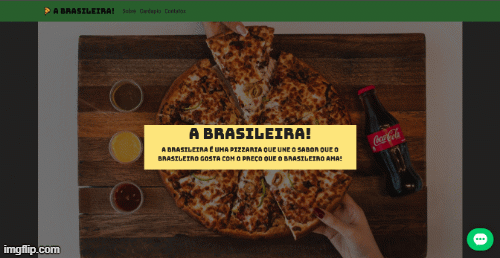 A BRASILEIRA!
Sobre Cardápio Contatos
A BRASILEIRA!
A BRASILEIRA É UMA PIZZARIA QUE UNE O SABOR QUE O
BRASILEIRO GOSTA COM O PREÇO QUE O BRASILEIRO AMA!
Coca-Cola
imgflip.com